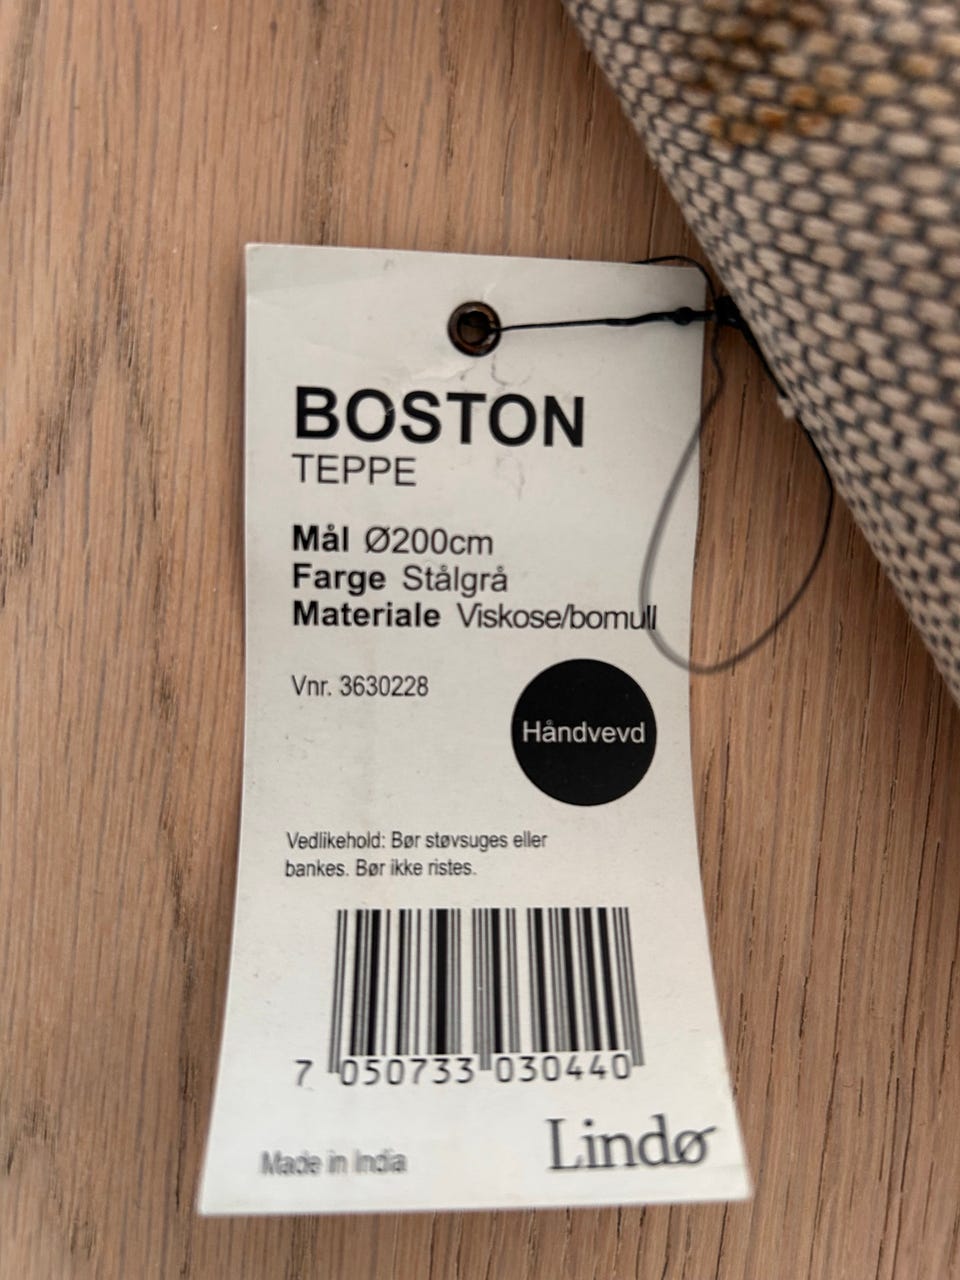 BOSTON
TEPPE
Mål Ø200cm
Farge Stålgrå
Materiale Viskose/bomull
Vnr. 3630228
Håndvevd
Vedlikehold: Bør støvsuges eller
bankes. Bør ikke ristes.
7 050733 030440
Made in India
Lindø